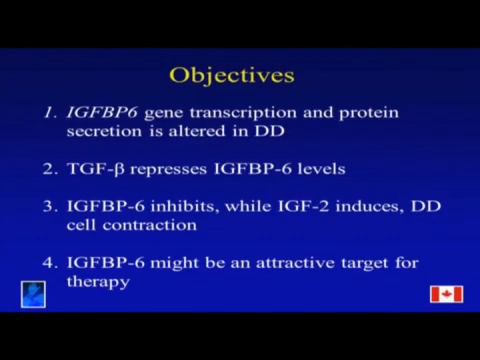 Objectives
1. IGFBP6 gene transcription and protein
secretion is altered in DD
2. TGF-β represses IGFBP-6 levels
3. IGFBP-6 inhibits, while IGF-2 induces, DD
cell contraction
4. IGFBP-6 might be an attractive target for
therapy